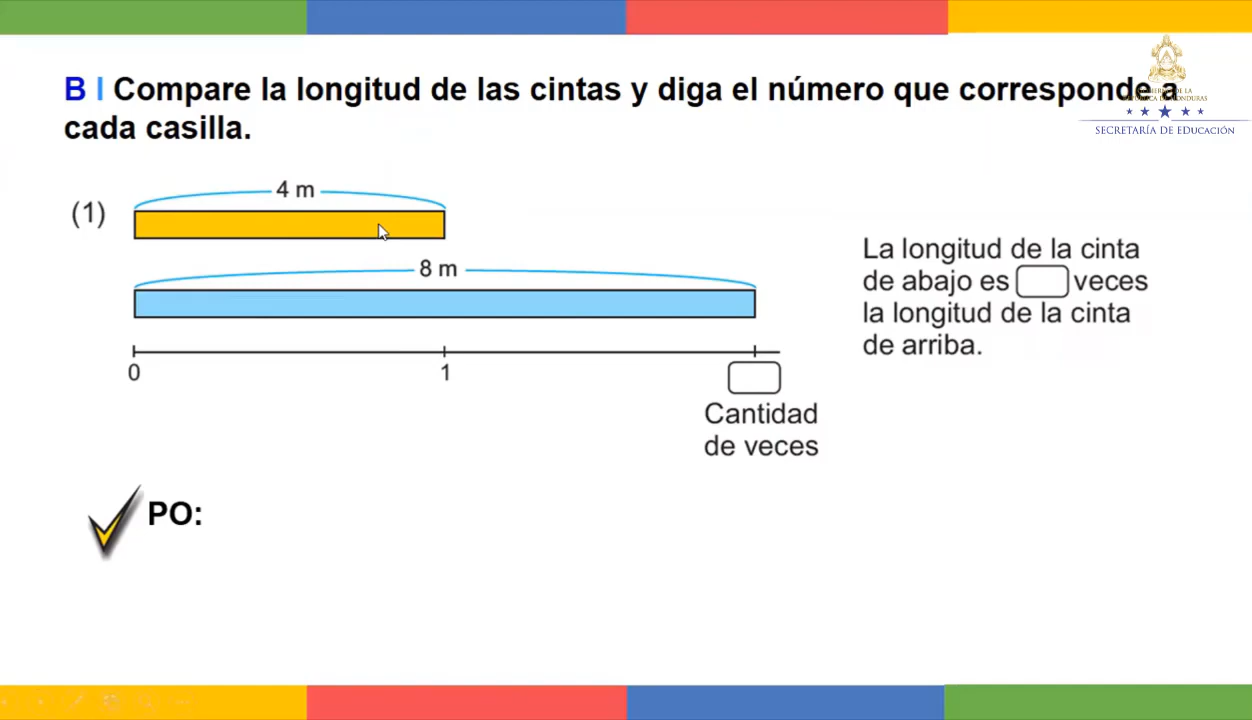 B I Compare la longitud de las cintas y diga el número que corresponde a
cada casilla.
SECRETARÍA DE EDUCACIÓN
(1)
4 m
8 m
0
1
Cantidad
de veces
La longitud de la cinta
de abajo es veces
la longitud de la cinta
de arriba.
PO: